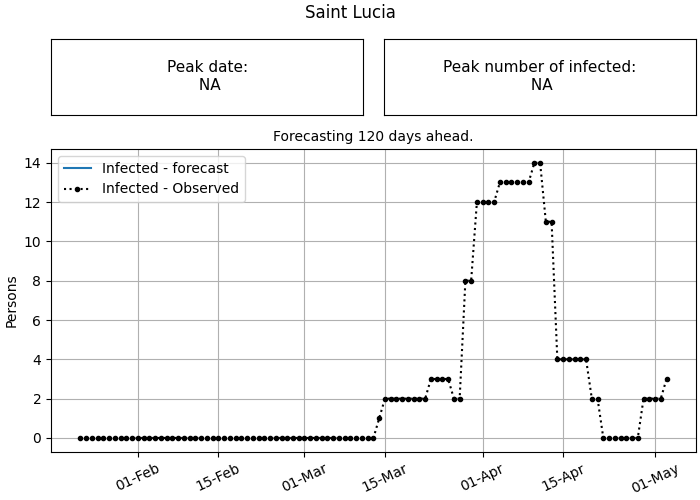 Saint Lucia
Peak date:
NA
Peak number of infected:
NA
Forecasting 120 days ahead.
Infected - forecast
Infected - Observed
Persons
14
12
10
8
6
4
2
0
01-Feb
15-Feb
01-Mar
15-Mar
01-Apr
15-Apr
01-May